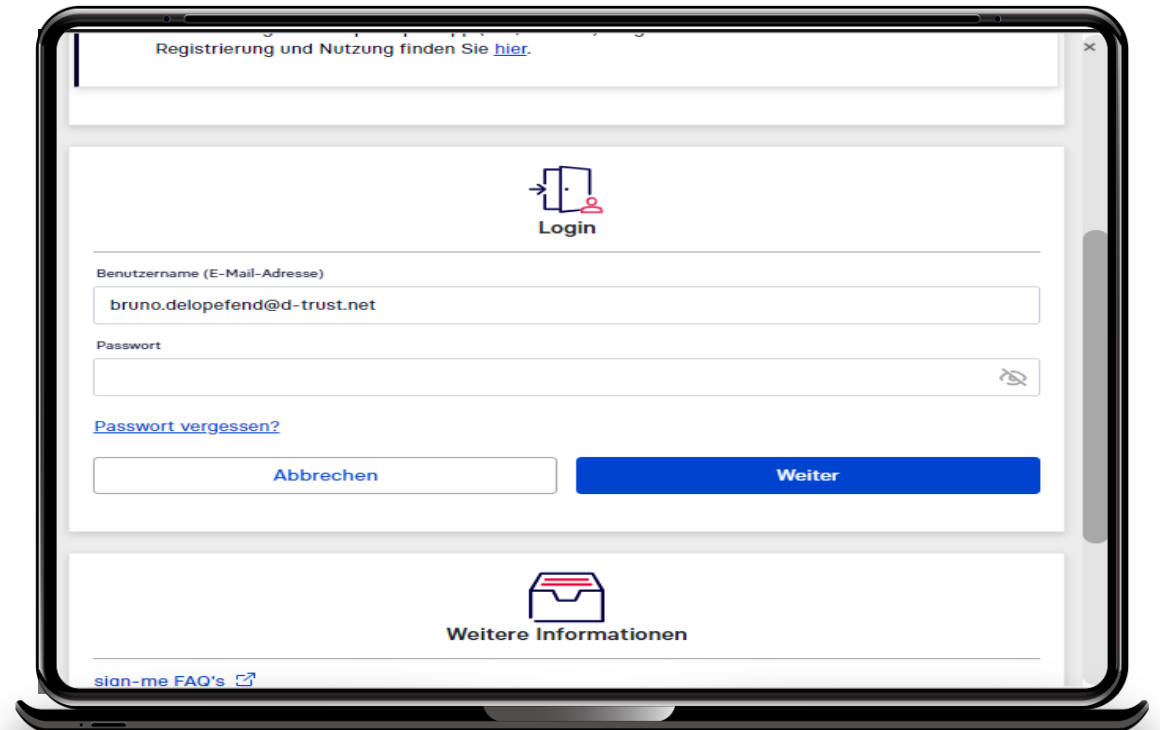 Registrierung und Nutzung finden Sie hier.
Login
Benutzername (E-Mail-Adresse)
bruno.delopefend@d-trust.net
Passwort
Passwort vergessen?
Abbrechen Weiter
Weitere Informationen
sign-me FAQ's